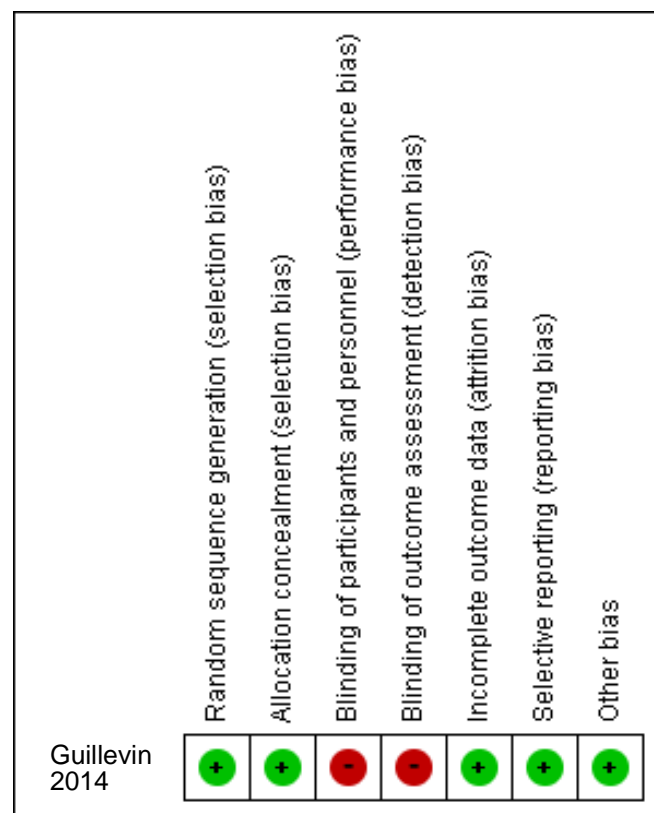 Random sequence generation (selection bias)
Allocation concealment (selection bias)
Blinding of participants and personnel (performance bias)
Blinding of outcome assessment (detection bias)
Incomplete outcome data (attrition bias)
Selective reporting (reporting bias)
Other bias
Guillevin
2014
+ + - - + + +